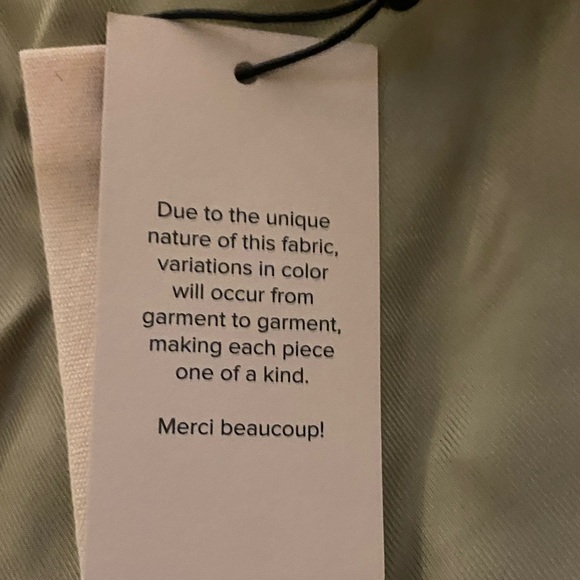 Due to the unique
nature of this fabric,
variations in color
will occur from
garment to garment,
making each piece
one of a kind.
Merci beaucoup!